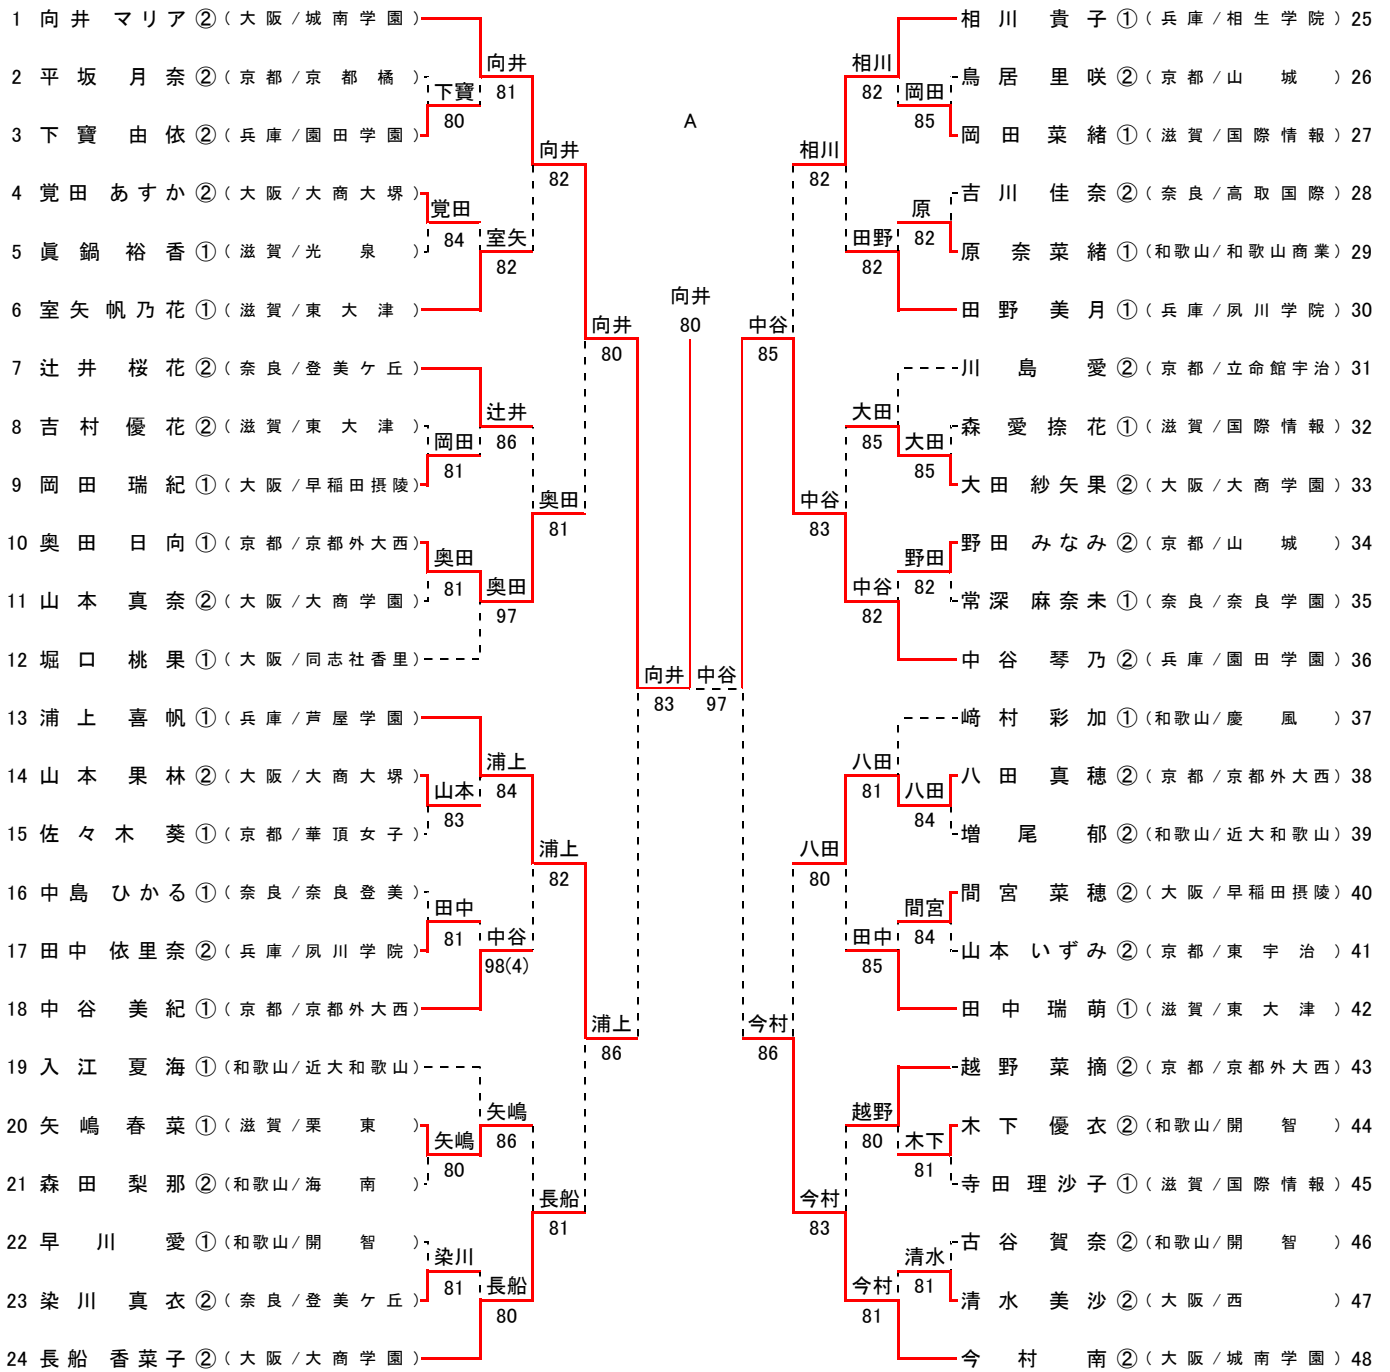 1 向井 マリア ② (大阪/城南学園)
2 平坂 月奈 ② (京都/京都橘)
3 下寶 由依 ② (兵庫/園田学園)
4 覚田 あすか ② (大阪/大商大堺)
5 眞鍋 裕香 ① (滋賀/光泉)
6 室矢 帆乃花 ① (滋賀/東大津)
7 辻井 桜花 ② (奈良/登美ケ丘)
8 吉村 優花 ② (滋賀/東大津)
9 岡田 瑞紀 ① (大阪/早稲田摂陵)
10 奥田 日向 ① (京都/京都外大西)
11 山本 真奈 ② (大阪/大商学園)
12 堀口 桃果 ① (大阪/同志社香里)
13 浦上 喜帆 ① (兵庫/芦屋学園)
14 山本 果林 ② (大阪/大商大堺)
15 佐々木 葵 ① (京都/華頂女子)
16 中島 ひかる ① (奈良/奈良登美)
17 田中 依里奈 ② (兵庫/夙川学院)
18 中谷 美紀 ① (京都/京都外大西)
19 入江 夏海 ① (和歌山/近大和歌山)
20 矢嶋 春菜 ① (滋賀/栗東)
21 森田 梨那 ② (和歌山/海南)
22 早川 愛 ① (和歌山/開智)
23 染川 真衣 ② (奈良/登美ケ丘)
24 長船 香菜子 ② (大阪/大商学園)
下寶
80
覚田
84
岡田
81
奥田
81
山本
83
田中
81
矢嶋
80
染川
81
向井
81
室矢
82
辻井
86
奥田
97
浦上
84
中谷
98(4)
矢嶋
86
長船
80
向井
82
奥田
81
浦上
82
長船
81
向井
80
浦上
86
向井
83
A
向井
80
中谷
97
中谷
85
今村
86
相川
82
中谷
83
八田
80
今村
83
相川
82
田野
82
大田
85
中谷
82
八田
81
田中
85
越野
80
今村
81
岡田
85
原
82
大田
85
野田
82
八田
84
間宮
84
木下
81
清水
81
相川 貴子 ① (兵庫/相生学院) 25
鳥居 里咲 ② (京都/山城) 26
岡田 菜緒 ① (滋賀/国際情報) 27
吉川 佳奈 ② (奈良/高取国際) 28
原 奈菜緒 ① (和歌山/和歌山商業) 29
田野 美月 ① (兵庫/夙川学院) 30
川島 愛 ② (京都/立命館宇治) 31
森 愛捺花 ① (滋賀/国際情報) 32
大田 紗矢果 ② (大阪/大商学園) 33
野田 みなみ ② (京都/山城) 34
常深 麻奈未 ① (奈良/奈良学園) 35
中谷 琴乃 ② (兵庫/園田学園) 36
﨑村 彩加 ① (和歌山/慶風) 37
八田 真穂 ② (京都/京都外大西) 38
増尾 郁 ② (和歌山/近大和歌山) 39
間宮 菜穂 ② (大阪/早稲田摂陵) 40
山本 いずみ ② (京都/東宇治) 41
田中 瑞萌 ① (滋賀/東大津) 42
越野 菜摘 ② (京都/京都外大西) 43
木下 優衣 ② (和歌山/開智) 44
寺田 理沙子 ① (滋賀/国際情報) 45
古谷 賀奈 ② (和歌山/開智) 46
清水 美沙 ② (大阪/西) 47
今村 南 ② (大阪/城南学園) 48